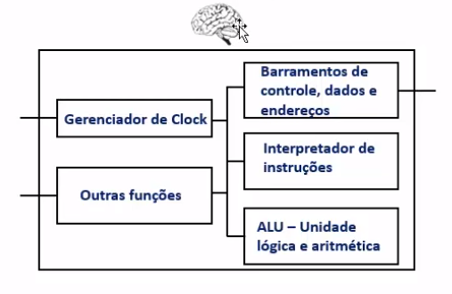 Gerenciador de Clock
Outras funções
Barramentos de
controle, dados e
endereços
Interpretador de
instruções
ALU – Unidade
lógica e aritmética